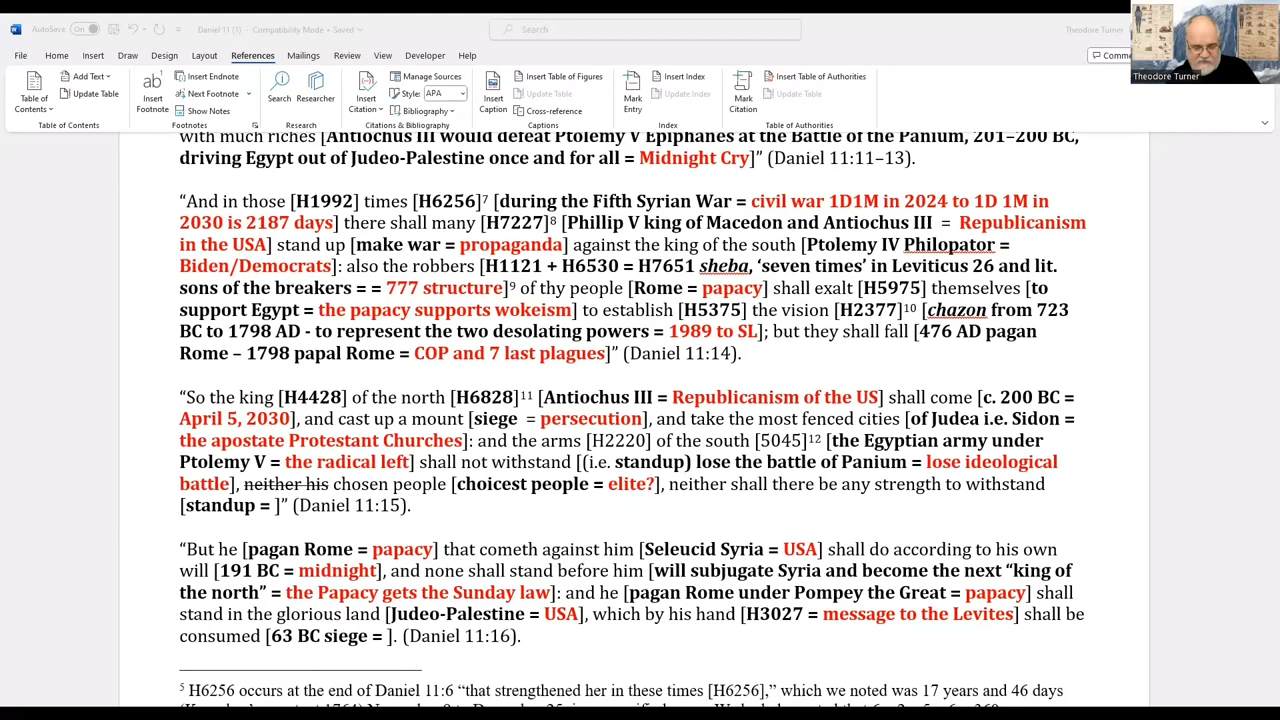 AutoSave On Daniel 11 (1) - Compatibility Mode • Saved Search Theodore Turner
File Home Insert Draw Design Layout References Mailings Review View Developer Help Comme
Table of Contents Add Text Update Table Table of Contents
Insert Footnote Insert Endnote Next Footnote Show Notes Footnotes
Search Researcher Research
Insert Citation Manage Sources Style: APA Bibliography Citations & Bibliography
Insert Caption Insert Table of Figures Update Table Cross-reference Captions
Mark Entry Insert Index Update Index Index
Mark Citation Insert Table of Authorities Update Table Table of Authorities
Theodore Turner
with much riches [Antiochus III would defeat Ptolemy V Epiphanes at the Battle of the Panium, 201–200 BC,
driving Egypt out of Judeo-Palestine once and for all = Midnight Cry]” (Daniel 11:11–13).
“And in those [H1992] times [H6256]7 [during the Fifth Syrian War = civil war 1D1M in 2024 to 1D 1M in
2030 is 2187 days] there shall many [H7227]8 [Phillip V king of Macedon and Antiochus III = Republicanism
in the USA] stand up [make war = propaganda] against the king of the south [Ptolemy IV Philopator =
Biden/Democrats]: also the robbers [H1121 + H6530 = H7651 sheba, ‘seven times’ in Leviticus 26 and lit.
sons of the breakers = = 777 structure]9 of thy people [Rome = papacy] shall exalt [H5975] themselves [to
support Egypt = the papacy supports wokeism] to establish [H5375] the vision [H2377]10 [chazon from 723
BC to 1798 AD - to represent the two desolating powers = 1989 to SL]; but they shall fall [476 AD pagan
Rome – 1798 papal Rome = COP and 7 last plagues]” (Daniel 11:14).
“So the king [H4428] of the north [H6828]11 [Antiochus III = Republicanism of the US] shall come [c. 200 BC =
April 5, 2030], and cast up a mount [siege = persecution], and take the most fenced cities [of Judea i.e. Sidon =
the apostate Protestant Churches]: and the arms [H2220] of the south [5045]12 [the Egyptian army under
Ptolemy V = the radical left] shall not withstand [(i.e. standup) lose the battle of Panium = lose ideological
battle], neither his chosen people [choicest people = elite?], neither shall there be any strength to withstand
[standup = ]” (Daniel 11:15).
“But he [pagan Rome = papacy] that cometh against him [Seleucid Syria = USA] shall do according to his own
will [191 BC = midnight], and none shall stand before him [will subjugate Syria and become the next “king of
the north” = the Papacy gets the Sunday law]: and he [pagan Rome under Pompey the Great = papacy] shall
stand in the glorious land [Judeo-Palestine = USA], which by his hand [H3027 = message to the Levites] shall be
consumed [63 BC siege = ]. (Daniel 11:16).
5 H6256 occurs at the end of Daniel 11:6 “that strengthened her in these times [H6256],” which we noted was 17 years and 46 days